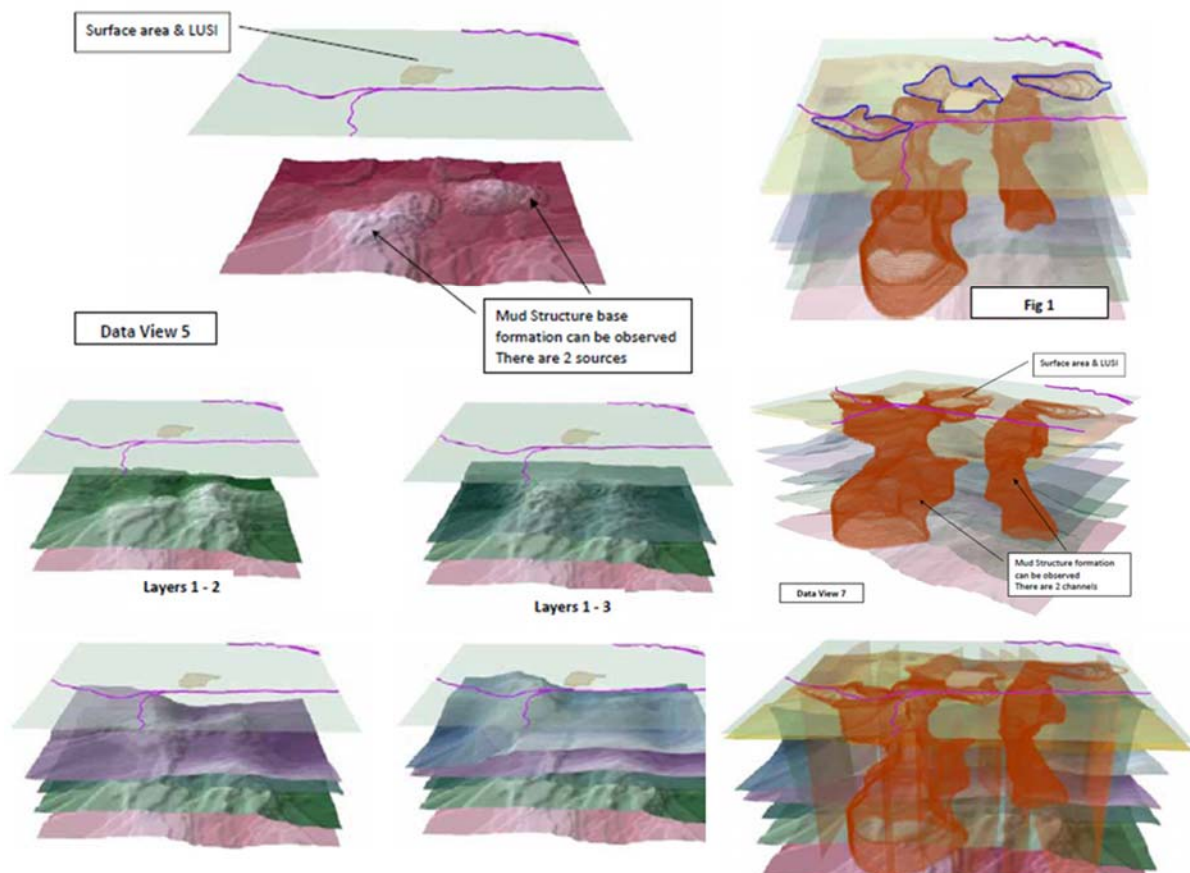 Surface area & LUSI
Data View 5
Mud Structure base
formation can be observed
There are 2 sources
Fig 1
Surface area & LUSI
Layers 1 - 2
Layers 1 - 3
Mud Structure formation
can be observed
There are 2 channels
Data View 7